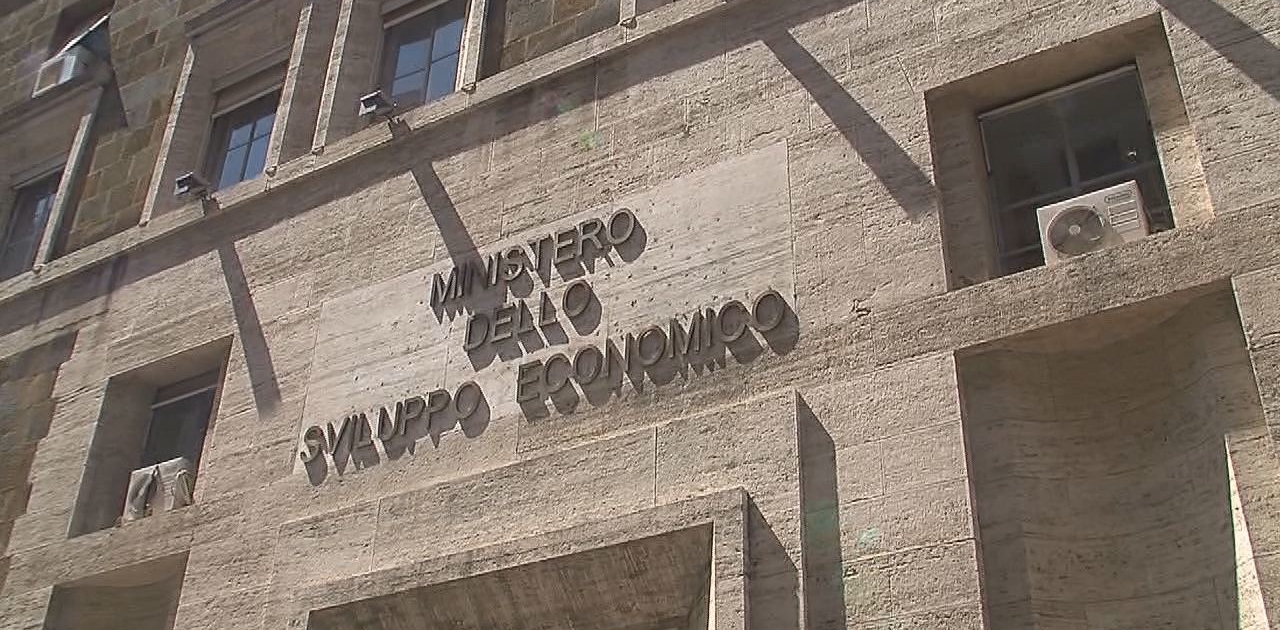 MINISTERO
DELLO
SVILUPPO ECONOMICO